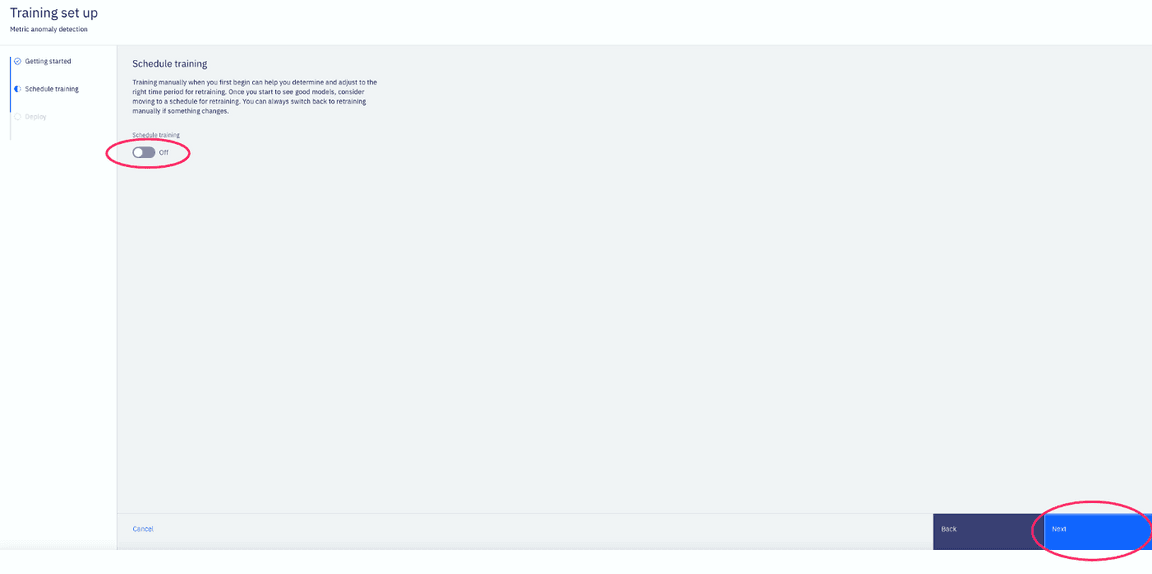 Training set up
Metric anomaly detection
Getting started
Schedule training
Deploy
Schedule training
Training manually when you first begin can help you determine and adjust to the
right time period for retraining. Once you start to see good models, consider
moving to a schedule for retraining. You can always switch back to retraining
manually if something changes.
Schedule training
Off
Cancel
Back
Next